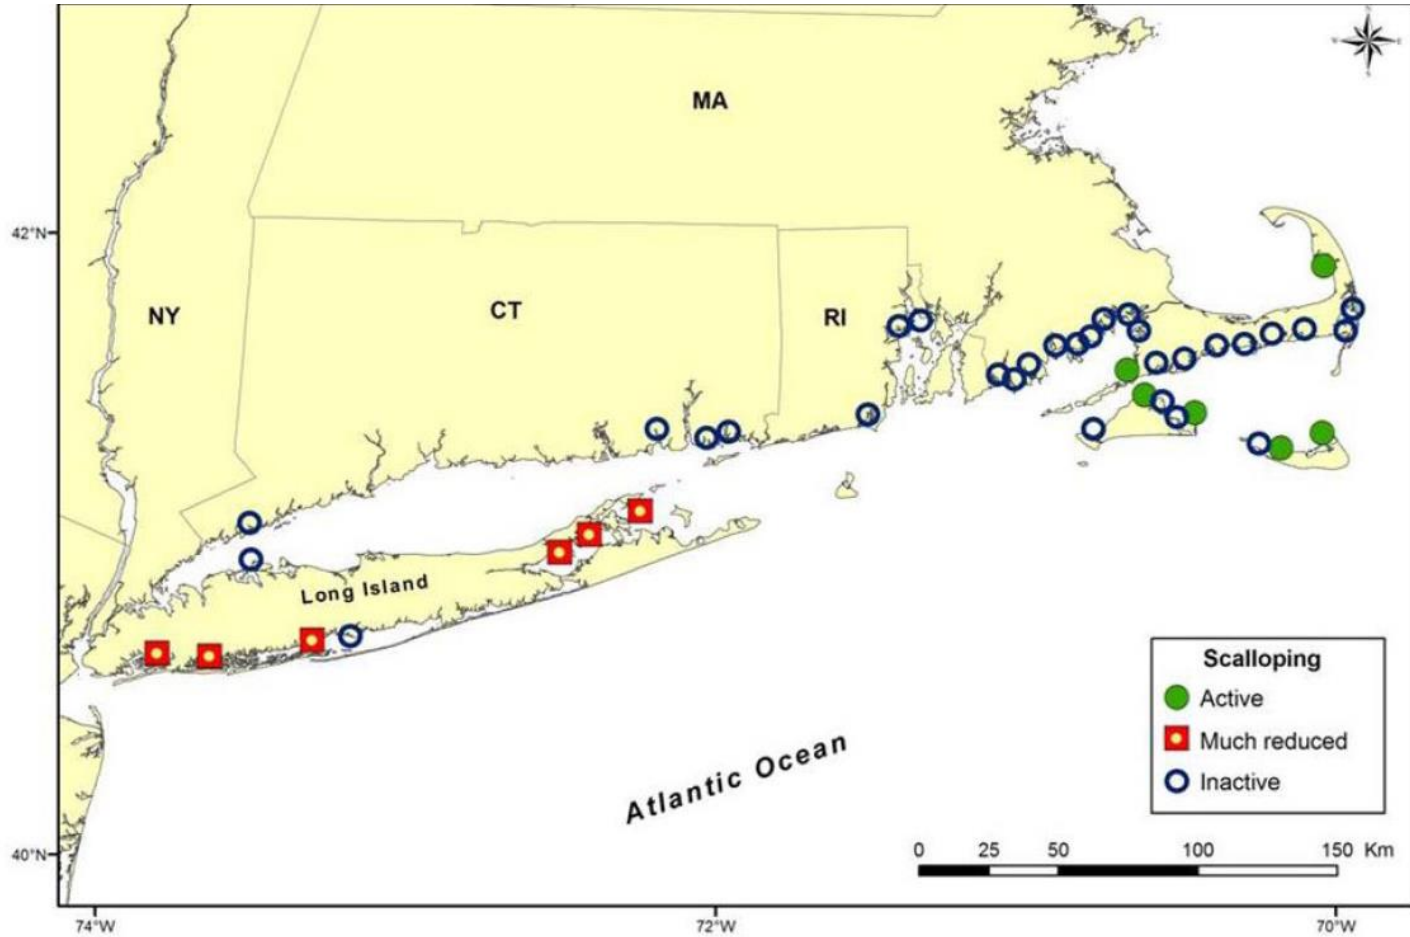 N
W
E
S
MA
42°N
NY
CT
RI
Long Island
Scalloping
Active
Much reduced
Inactive
Atlantic Ocean
0 25 50 100 150 Km
40°N
74°W 72°W 70°W